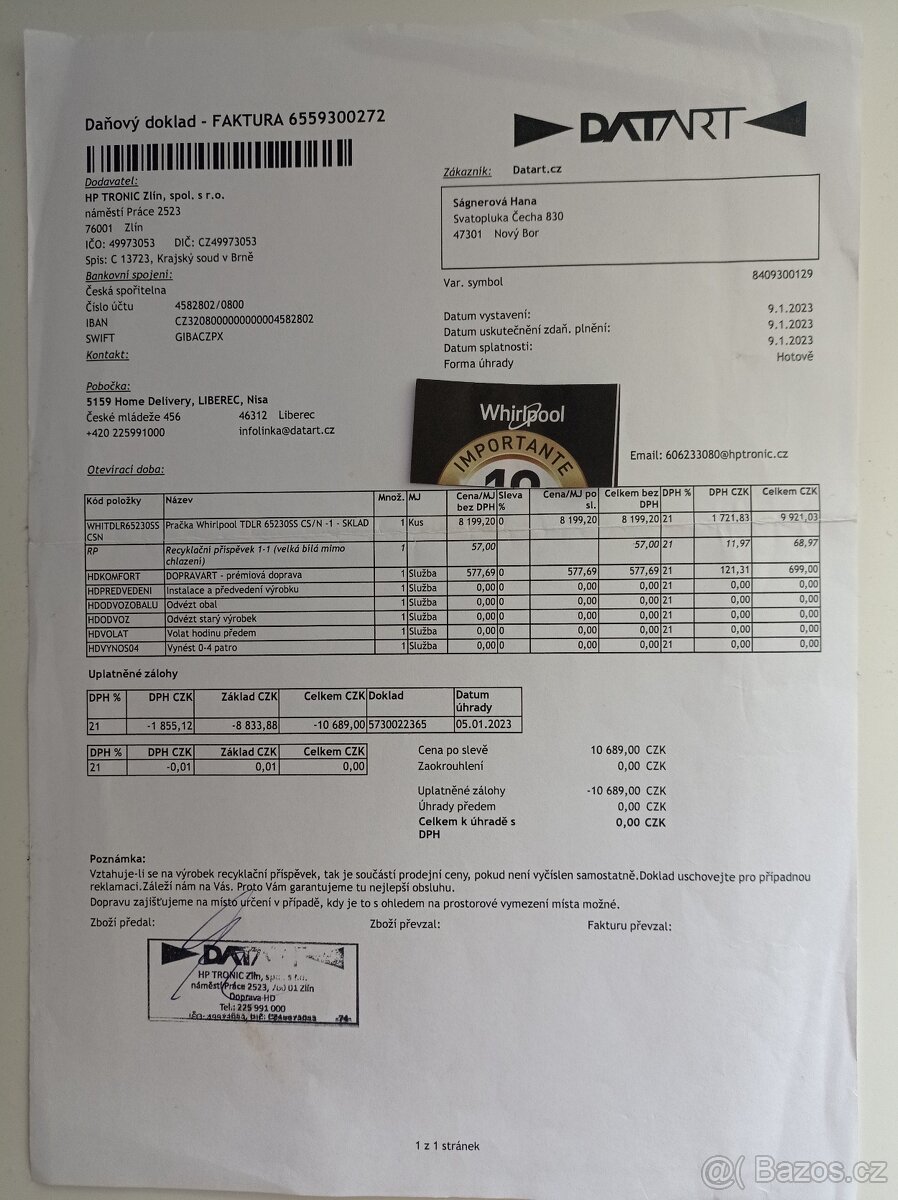 Daňový doklad - FAKTURA 6559300272
DATART
Dodavatel:
HP TRONIC Zlín, spol. s r.o.
náměstí Práce 2523
76001 Zlín
IČO: 49973053 DIČ: CZ49973053
Spis: C 13723, Krajský soud v Brně
Bankovní spojení:
Česká spořitelna
Číslo účtu 4582802/0800
IBAN CZ3208000000000004582802
SWIFT GIBACZPX
Kontakt:
Zákazník: Datart.cz
Ságnerová Hana
Svatopluka Čecha 830
47301 Nový Bor
Var. symbol 8409300129
Datum vystavení: 9.1.2023
Datum uskutečnění zdaň. plnění: 9.1.2023
Datum splatnosti: 9.1.2023
Forma úhrady Hotově
Pobočka:
5159 Home Delivery, LIBEREC, Nisa
České mládeže 456 46312 Liberec
+420 225991000 infolinka@datart.cz
Whirlpool
IMPORTANTE
Email: 606233080@hptronic.cz
Otevírací doba:
Kód položky Název Množ. MJ Cena/MJ bez DPH Sleva % Cena/MJ po sl. Celkem bez DPH DPH % DPH CZK Celkem CZK
WHITDLR65230SS CSN Pračka Whirlpool TDLR 65230SS CS/N -1 - SKLAD 1 Kus 8 199,20 0 8 199,20 8 199,20 21 1 721,83 9 921,03
RP Recyklační příspěvek 1-1 (velká bílá mimo chlazení) 1 57,00 57,00 21 11,97 68,97
HDKOMFORT DOPRAVART - prémiová doprava 1 Služba 577,69 0 577,69 577,69 21 121,31 699,00
HDPREDVEDENI Instalace a předvedení výrobku 1 Služba 0,00 0 0,00 0,00 21 0,00 0,00
HDODVOZOBALU Odvézt obal 1 Služba 0,00 0 0,00 0,00 21 0,00 0,00
HDODVOZ Odvézt starý výrobek 1 Služba 0,00 0 0,00 0,00 21 0,00 0,00
HDVOLAT Volat hodinu předem 1 Služba 0,00 0 0,00 0,00 21 0,00 0,00
HDVYNOS04 Vynést 0-4 patro 1 Služba 0,00 0 0,00 0,00 21 0,00 0,00
Uplatněné zálohy
DPH % DPH CZK Základ CZK Celkem CZK Doklad Datum úhrady
21 -1 855,12 -8 833,88 -10 689,00 5730022365 05.01.2023
DPH % DPH CZK Základ CZK Celkem CZK
21 -0,01 0,01 0,00
Cena po slevě 10 689,00 CZK
Zaokrouhlení 0,00 CZK
Uplatněné zálohy -10 689,00 CZK
Úhrady předem 0,00 CZK
Celkem k úhradě s DPH 0,00 CZK
Poznámka:
Vztahuje-li se na výrobek recyklační příspěvek, tak je součástí prodejní ceny, pokud není vyčíslen samostatně.Doklad uschovejte pro případnou
reklamaci.Záleží nám na Vás. Proto Vám garantujeme tu nejlepší obsluhu.
Dopravu zajišťujeme na místo určení v případě, kdy je to s ohledem na prostorové vymezení místa možné.
Zboží předal: Zboží převzal: Fakturu převzal:
HP TRONIC Zlín, spol. s r.o.
náměstí Práce 2523, 760 01 Zlín
Doprava HD
Tel.: 225 991 000
IČO: 49973053, DIČ: CZ49973053 -74-
1 z 1 stránek
@( Bazos.cz